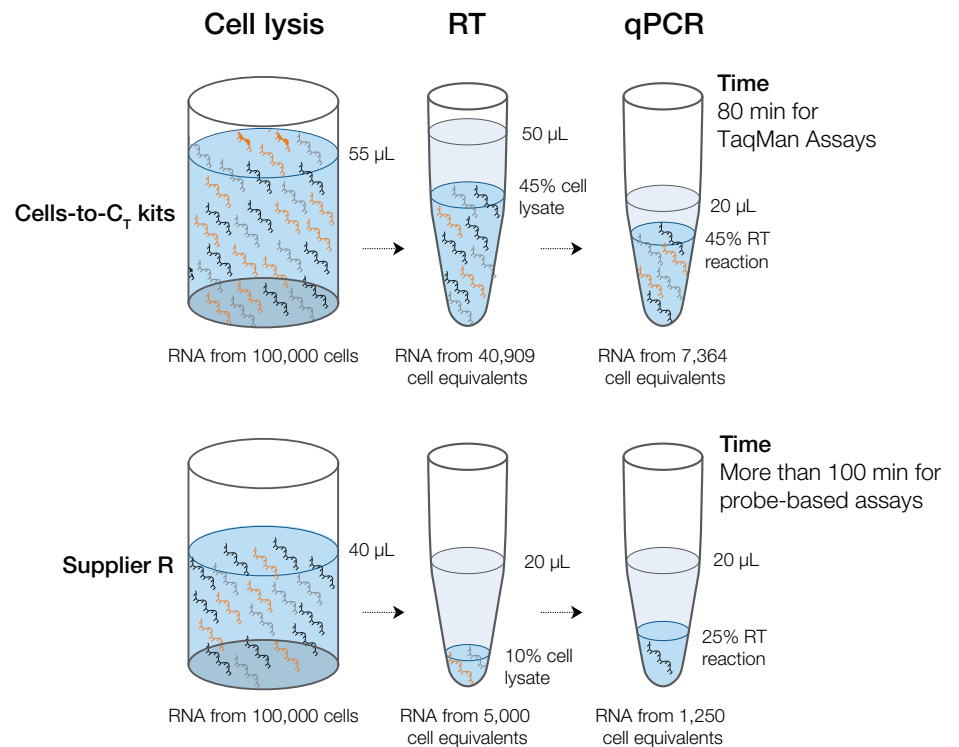 Cell lysis
RT
qPCR
Time
80 min for
TaqMan Assays
Cells-to-CT kits
55 µL
50 µL
45% cell
lysate
20 µL
45% RT
reaction
RNA from 100,000 cells
RNA from 40,909
cell equivalents
RNA from 7,364
cell equivalents
Time
More than 100 min for
probe-based assays
Supplier R
40 µL
20 µL
10% cell
lysate
20 µL
25% RT
reaction
RNA from 100,000 cells
RNA from 5,000
cell equivalents
RNA from 1,250
cell equivalents